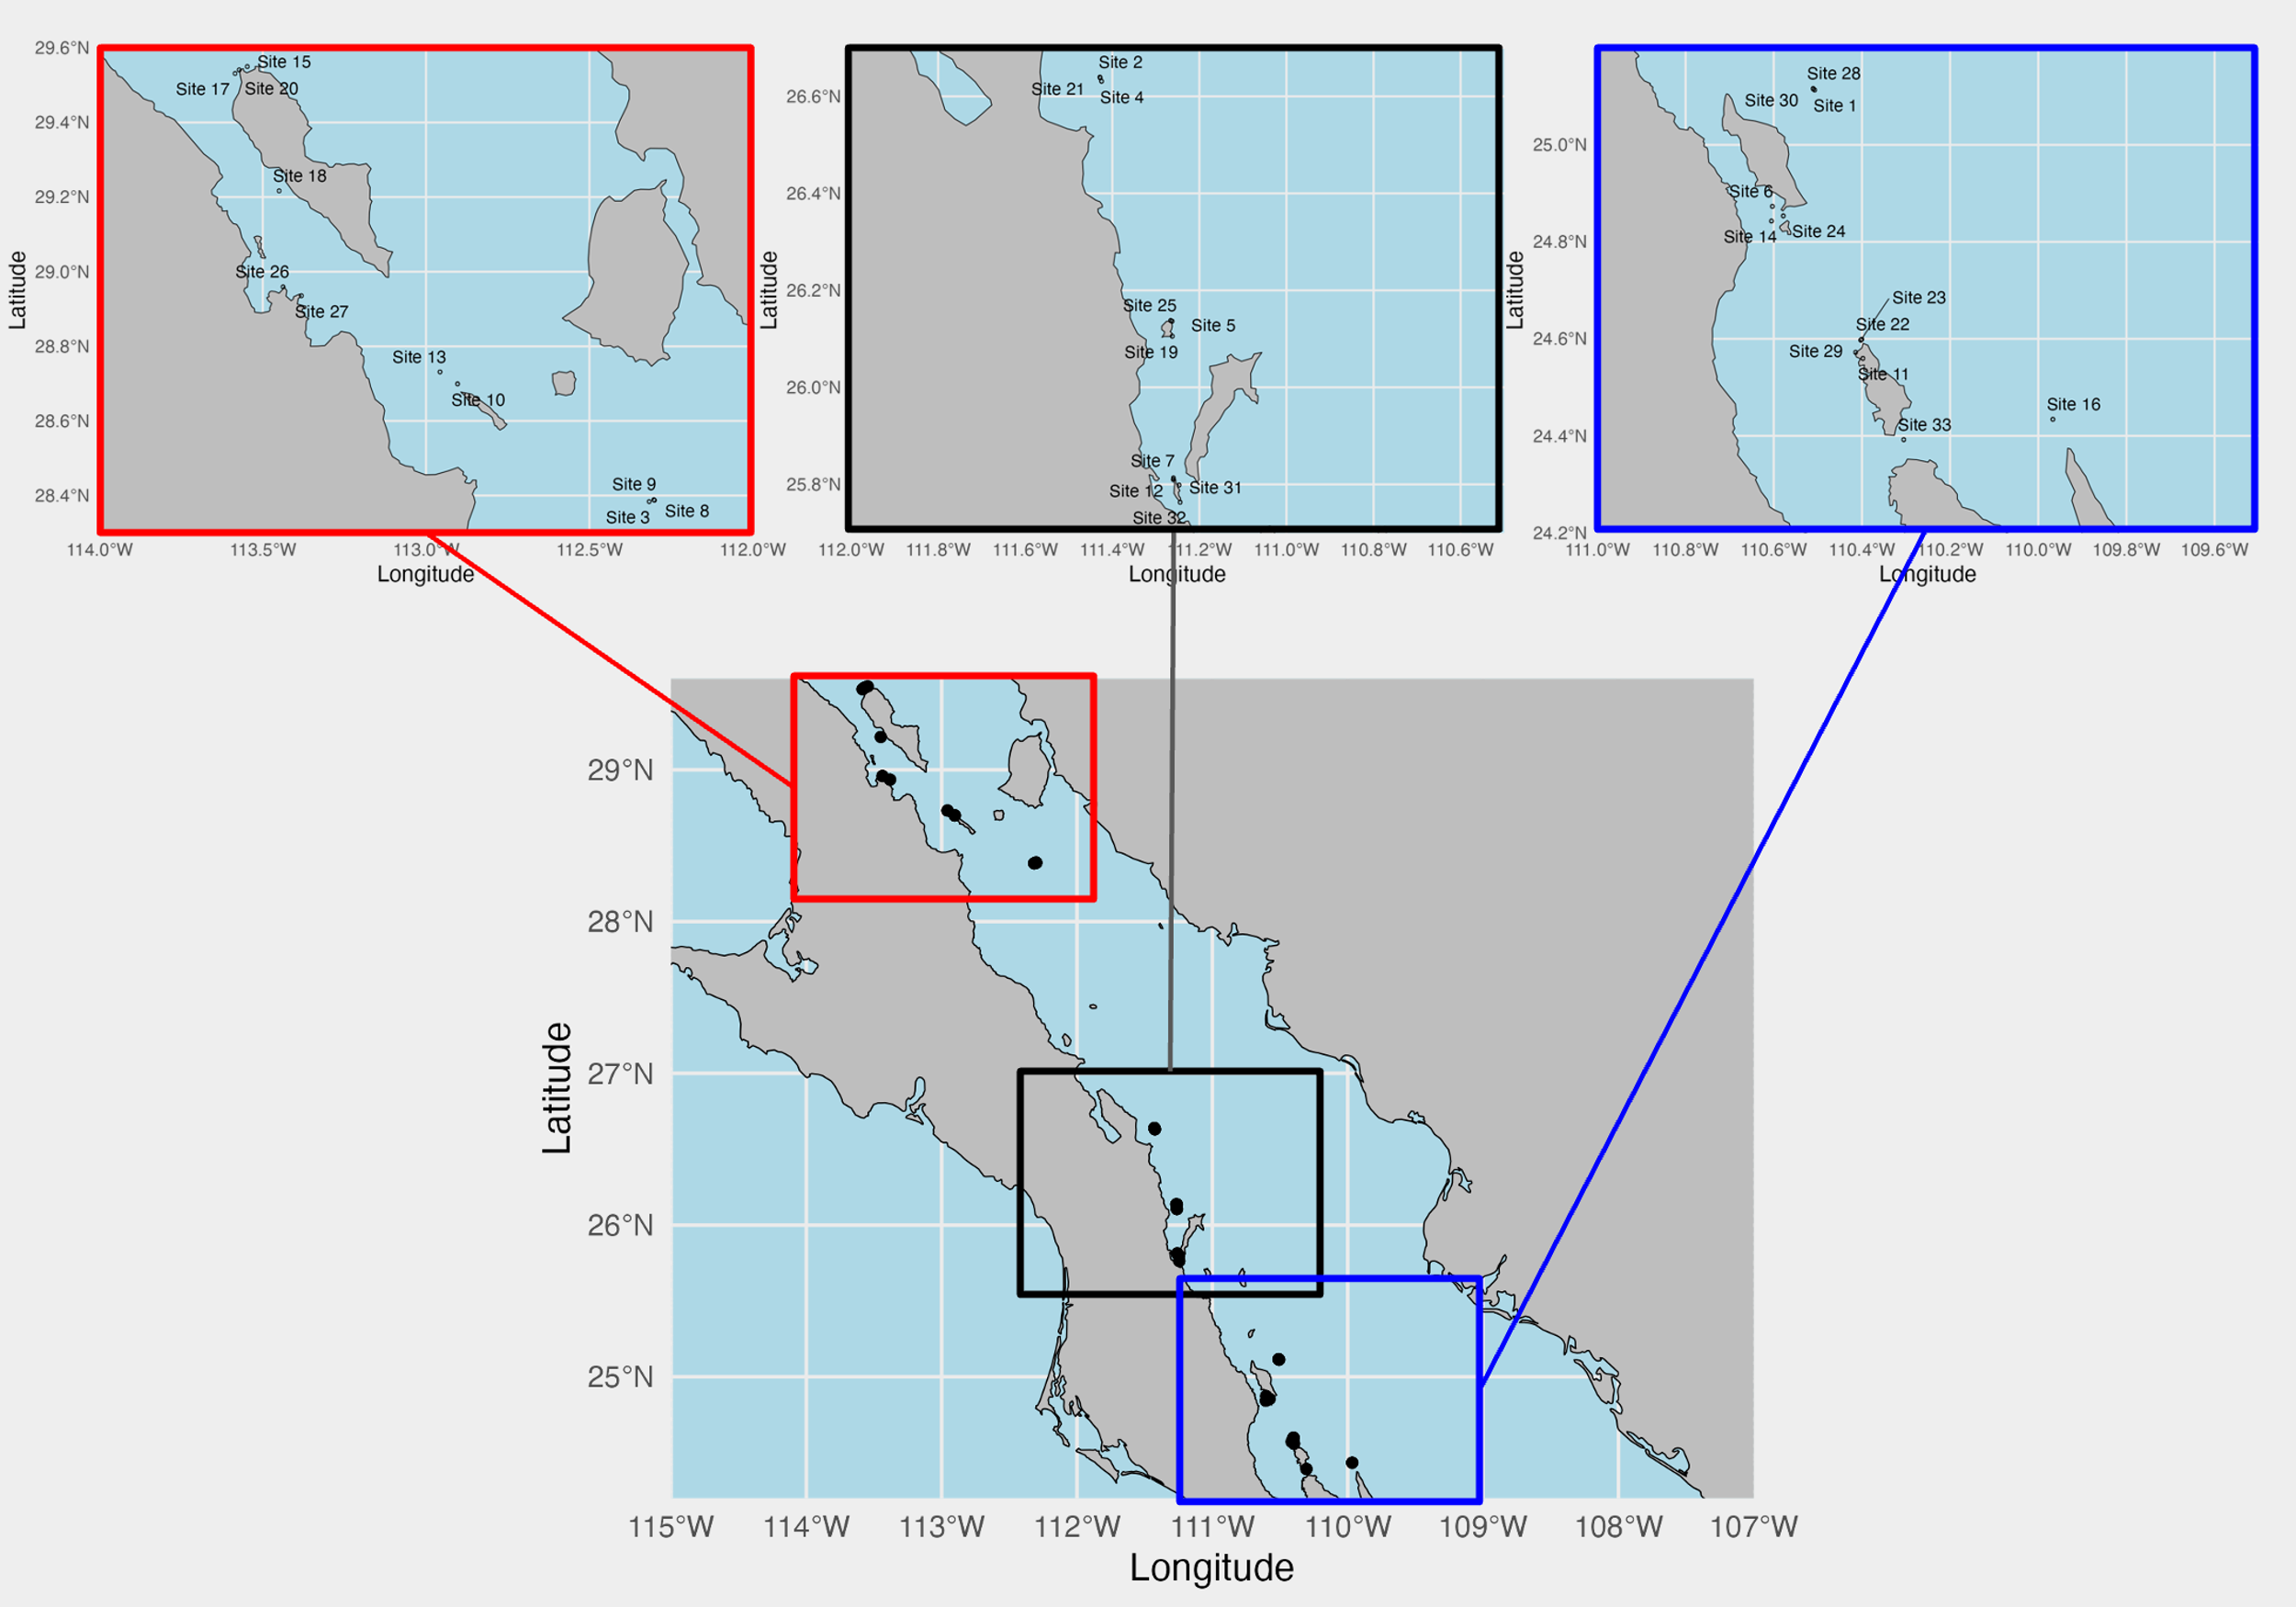 29.6°N
29.4°N
29.2°N
29.0°N
28.8°N
28.6°N
28.4°N
Latitude
Site 15
Site 17
Site 20
Site 18
Site 26
Site 27
Site 13
Site 10
Site 9
Site 3
Site 8
114.0°W
113.5°W
113.0°W
112.5°W
112.0°W
Longitude
26.6°N
26.4°N
26.2°N
26.0°N
25.8°N
Latitude
Site 2
Site 21
Site 4
Site 25
Site 5
Site 19
Site 7
Site 12
Site 31
Site 32
112.0°W
111.8°W
111.6°W
111.4°W
111.2°W
111.0°W
110.8°W
110.6°W
Longitude
25.0°N
24.8°N
24.6°N
24.4°N
24.2°N
Latitude
Site 28
Site 30
Site 1
Site 6
Site 14
Site 24
Site 23
Site 22
Site 29
Site 11
Site 16
Site 33
111.0°W
110.8°W
110.6°W
110.4°W
110.2°W
110.0°W
109.8°W
109.6°W
Longitude
29°N
28°N
27°N
26°N
25°N
Latitude
115°W
114°W
113°W
112°W
111°W
110°W
109°W
108°W
107°W
Longitude